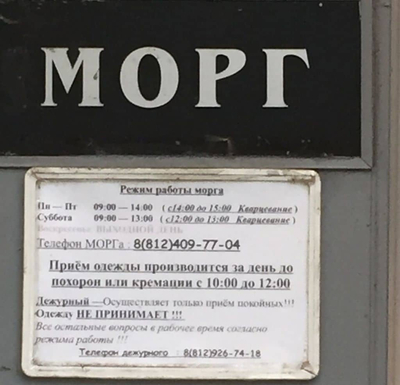 МОРГ
Режим работы морга
Пн — Пт 09:00 — 14:00 ( с14:00 до 15:00 Кварцевание )
Суббота 09:00 — 13:00 ( с12:00 до 13:00 Кварцевание )
Воскресенье ВЫХОДНОЙ ДЕНЬ
Телефон МОРГа : 8(812)409-77-04
Приём одежды производится за день до
похорон или кремации с 10:00 до 12:00
Дежурный —Осуществляет только приём покойных!!!
Одежду НЕ ПРИНИМАЕТ !!!
Все остальные вопросы в рабочее время согласно
режима работы !!!
Телефон дежурного : 8(812)926-74-18